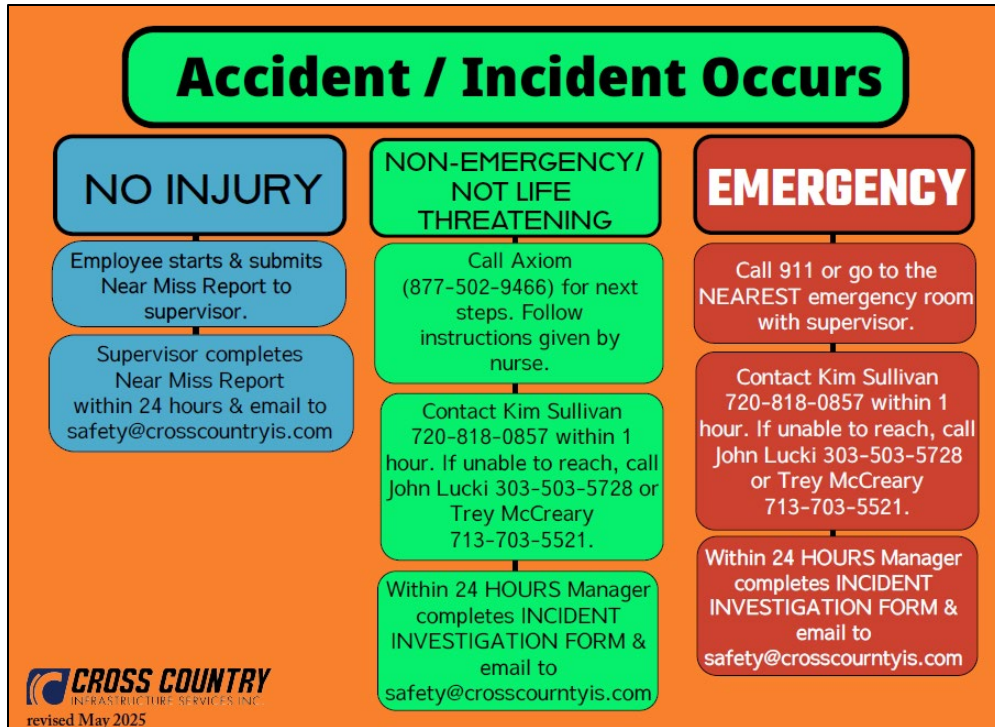 Accident / Incident Occurs
NO INJURY
Employee starts & submits
Near Miss Report to
supervisor.
Supervisor completes
Near Miss Report
within 24 hours & email to
safety@crosscountryis.com
NON-EMERGENCY/
NOT LIFE
THREATENING
Call Axiom
(877-502-9466) for next
steps. Follow
instructions given by
nurse.
Contact Kim Sullivan
720-818-0857 within 1
hour. If unable to reach, call
John Lucki 303-503-5728 or
Trey McCreary
713-703-5521.
Within 24 HOURS Manager
completes INCIDENT
INVESTIGATION FORM &
email to
safety@crosscourntyis.com
EMERGENCY
Call 911 or go to the
NEAREST emergency room
with supervisor.
Contact Kim Sullivan
720-818-0857 within 1
hour. If unable to reach, call
John Lucki 303-503-5728
or Trey McCreary
713-703-5521.
Within 24 HOURS Manager
completes INCIDENT
INVESTIGATION FORM &
email to
safety@crosscourntyis.com
CROSS COUNTRY
INFRASTRUCTURE SERVICES INC.
revised May 2025